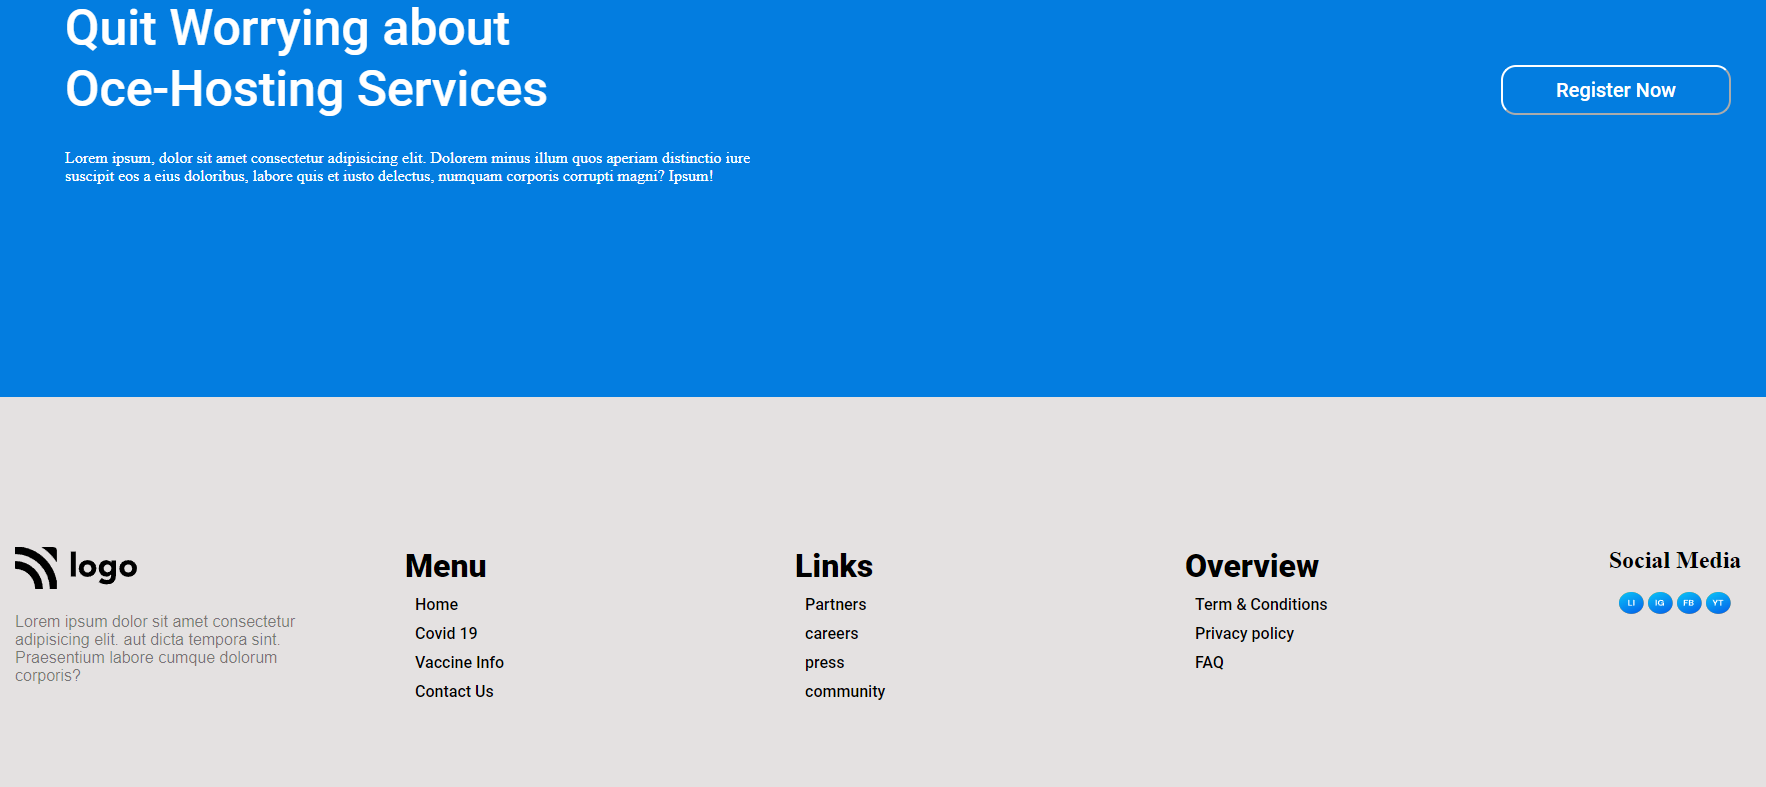 Quit Worrying about
Oce-Hosting Services
Register Now
Lorem ipsum, dolor sit amet consectetur adipisicing elit. Dolorem minus illum quos aperiam distinctio iure
suscipit eos a eius doloribus, labore quis et iusto delectus, numquam corporis corrupti magni? Ipsum!
logo
Lorem ipsum dolor sit amet consectetur
adipisicing elit. aut dicta tempora sint.
Praesentium labore cumque dolorum
corporis?
Menu
Home
Covid 19
Vaccine Info
Contact Us
Links
Partners
careers
press
community
Overview
Term & Conditions
Privacy policy
FAQ
Social Media
LI IG FB YT